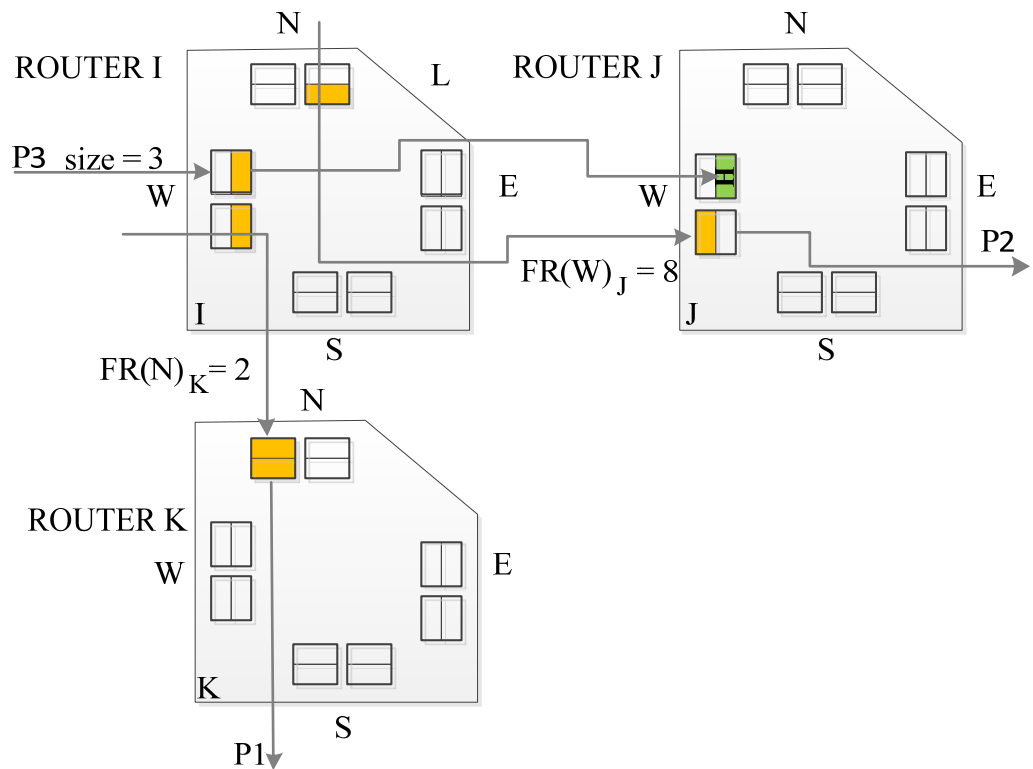 N
N
ROUTER I
L
ROUTER J
P3 size = 3
H
W
E
W
E
P2
FR(W)J = 8
I
J
S
S
FR(N)K = 2
N
ROUTER K
W
E
K
S
P1